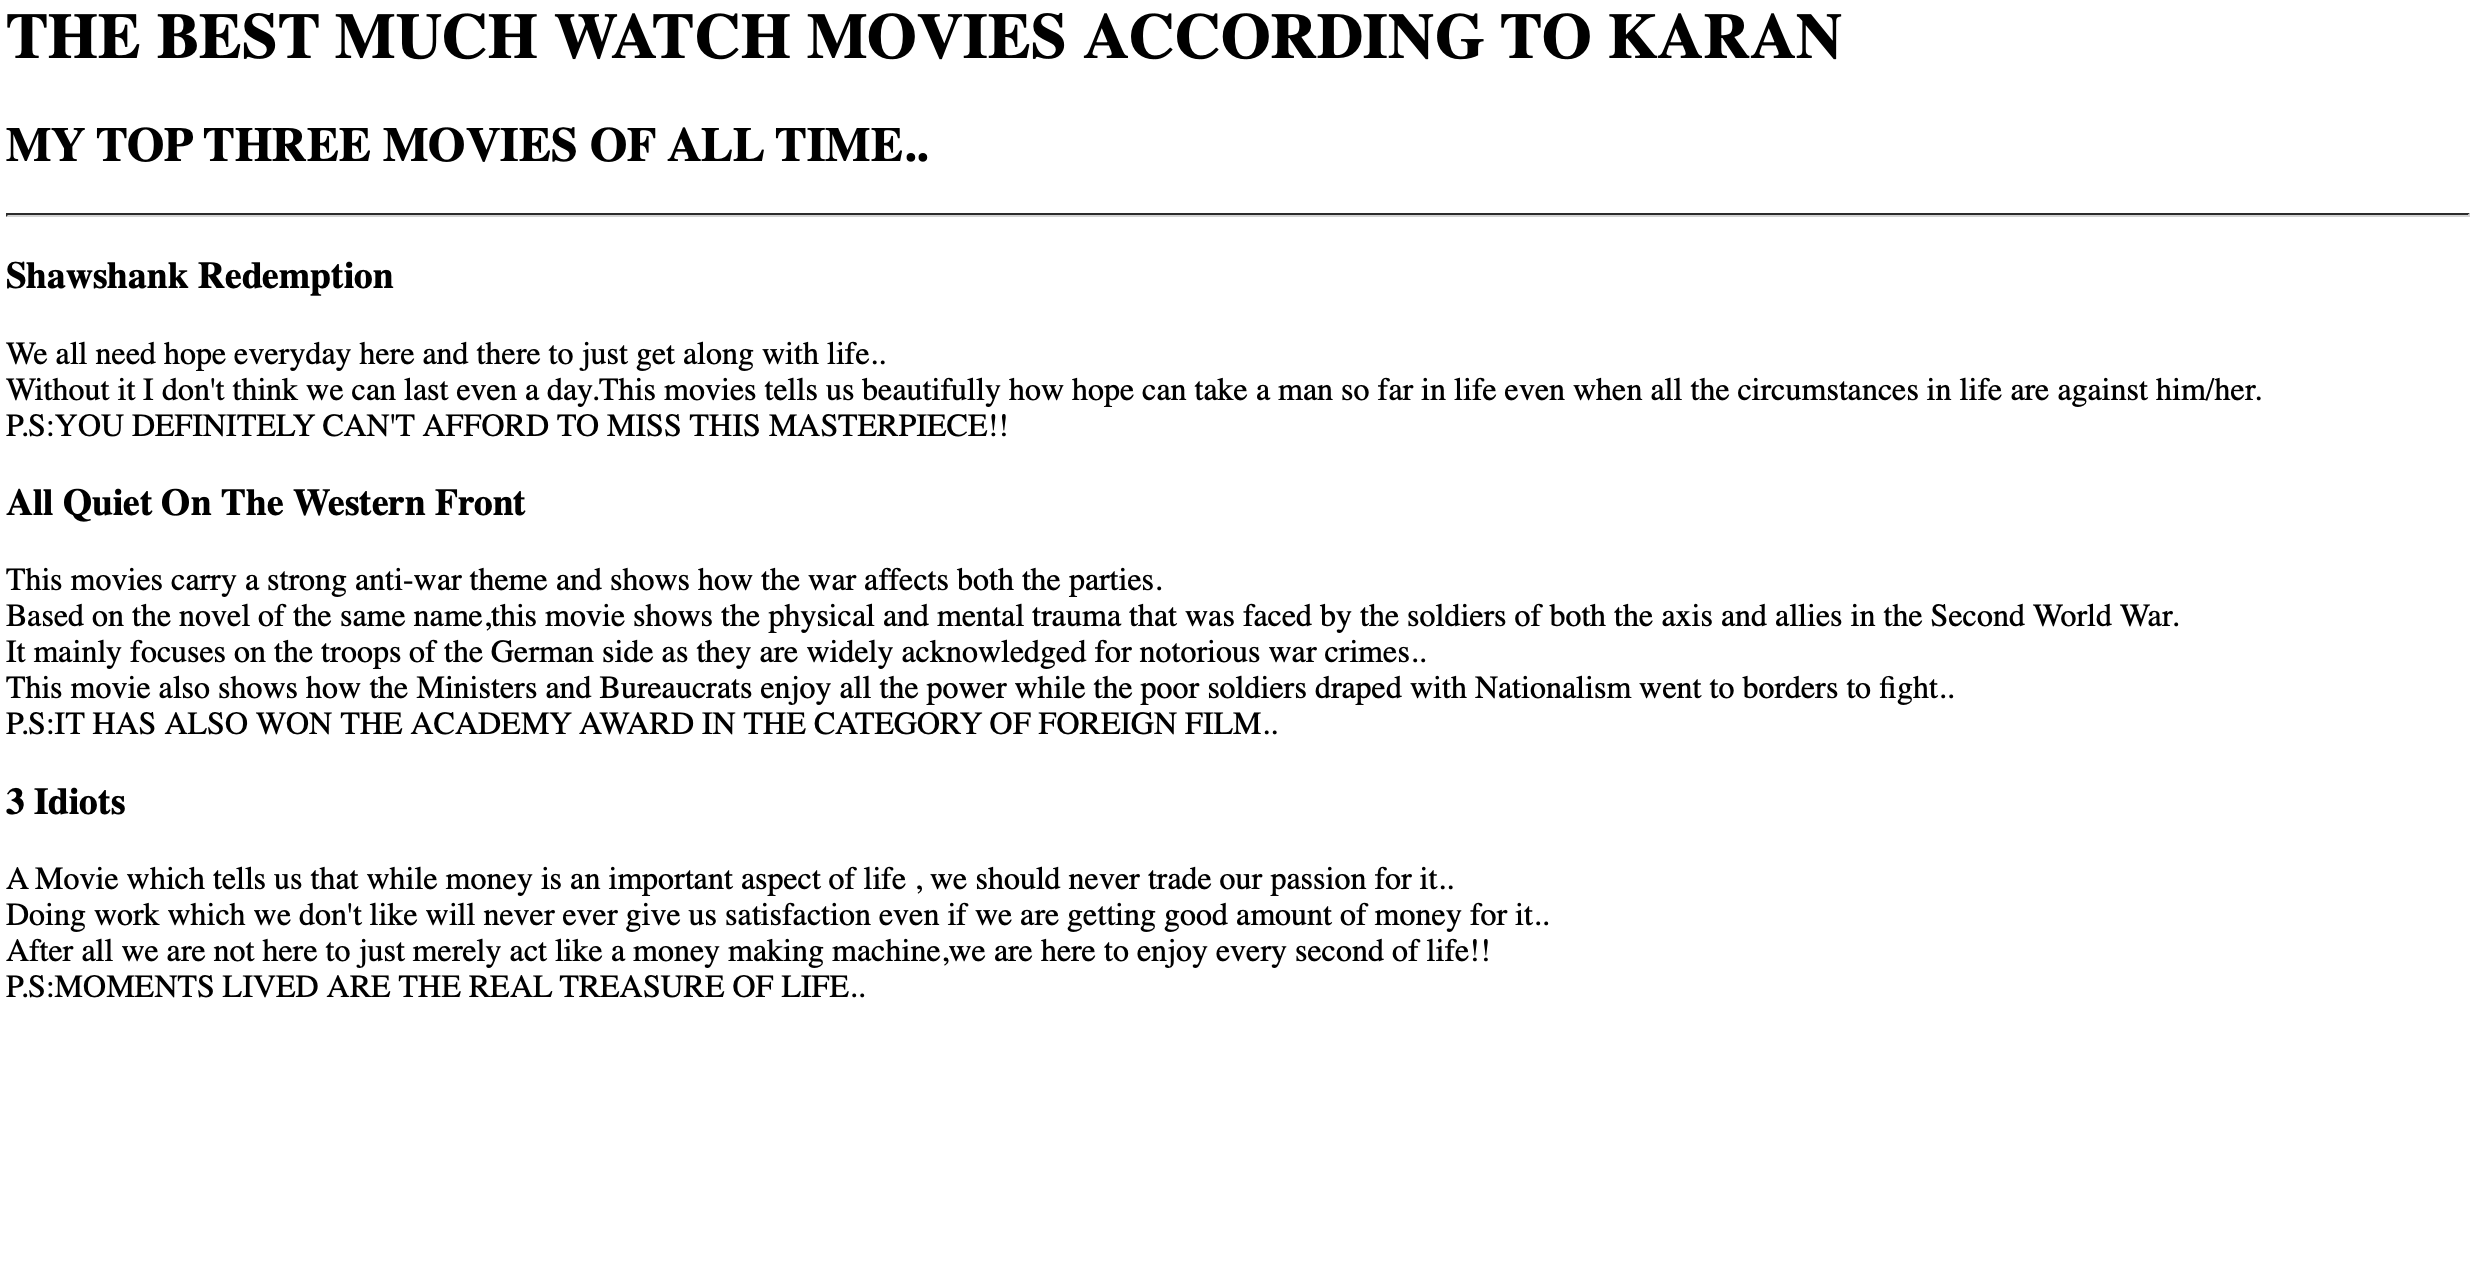 THE BEST MUCH WATCH MOVIES ACCORDING TO KARAN
MY TOP THREE MOVIES OF ALL TIME..
Shawshank Redemption
We all need hope everyday here and there to just get along with life..
Without it I don't think we can last even a day.This movies tells us beautifully how hope can take a man so far in life even when all the circumstances in life are against him/her.
P.S:YOU DEFINITELY CAN'T AFFORD TO MISS THIS MASTERPIECE!!
All Quiet On The Western Front
This movies carry a strong anti-war theme and shows how the war affects both the parties.
Based on the novel of the same name,this movie shows the physical and mental trauma that was faced by the soldiers of both the axis and allies in the Second World War.
It mainly focuses on the troops of the German side as they are widely acknowledged for notorious war crimes..
This movie also shows how the Ministers and Bureaucrats enjoy all the power while the poor soldiers draped with Nationalism went to borders to fight..
P.S:IT HAS ALSO WON THE ACADEMY AWARD IN THE CATEGORY OF FOREIGN FILM..
3 Idiots
A Movie which tells us that while money is an important aspect of life , we should never trade our passion for it..
Doing work which we don't like will never ever give us satisfaction even if we are getting good amount of money for it..
After all we are not here to just merely act like a money making machine,we are here to enjoy every second of life!!
P.S:MOMENTS LIVED ARE THE REAL TREASURE OF LIFE..